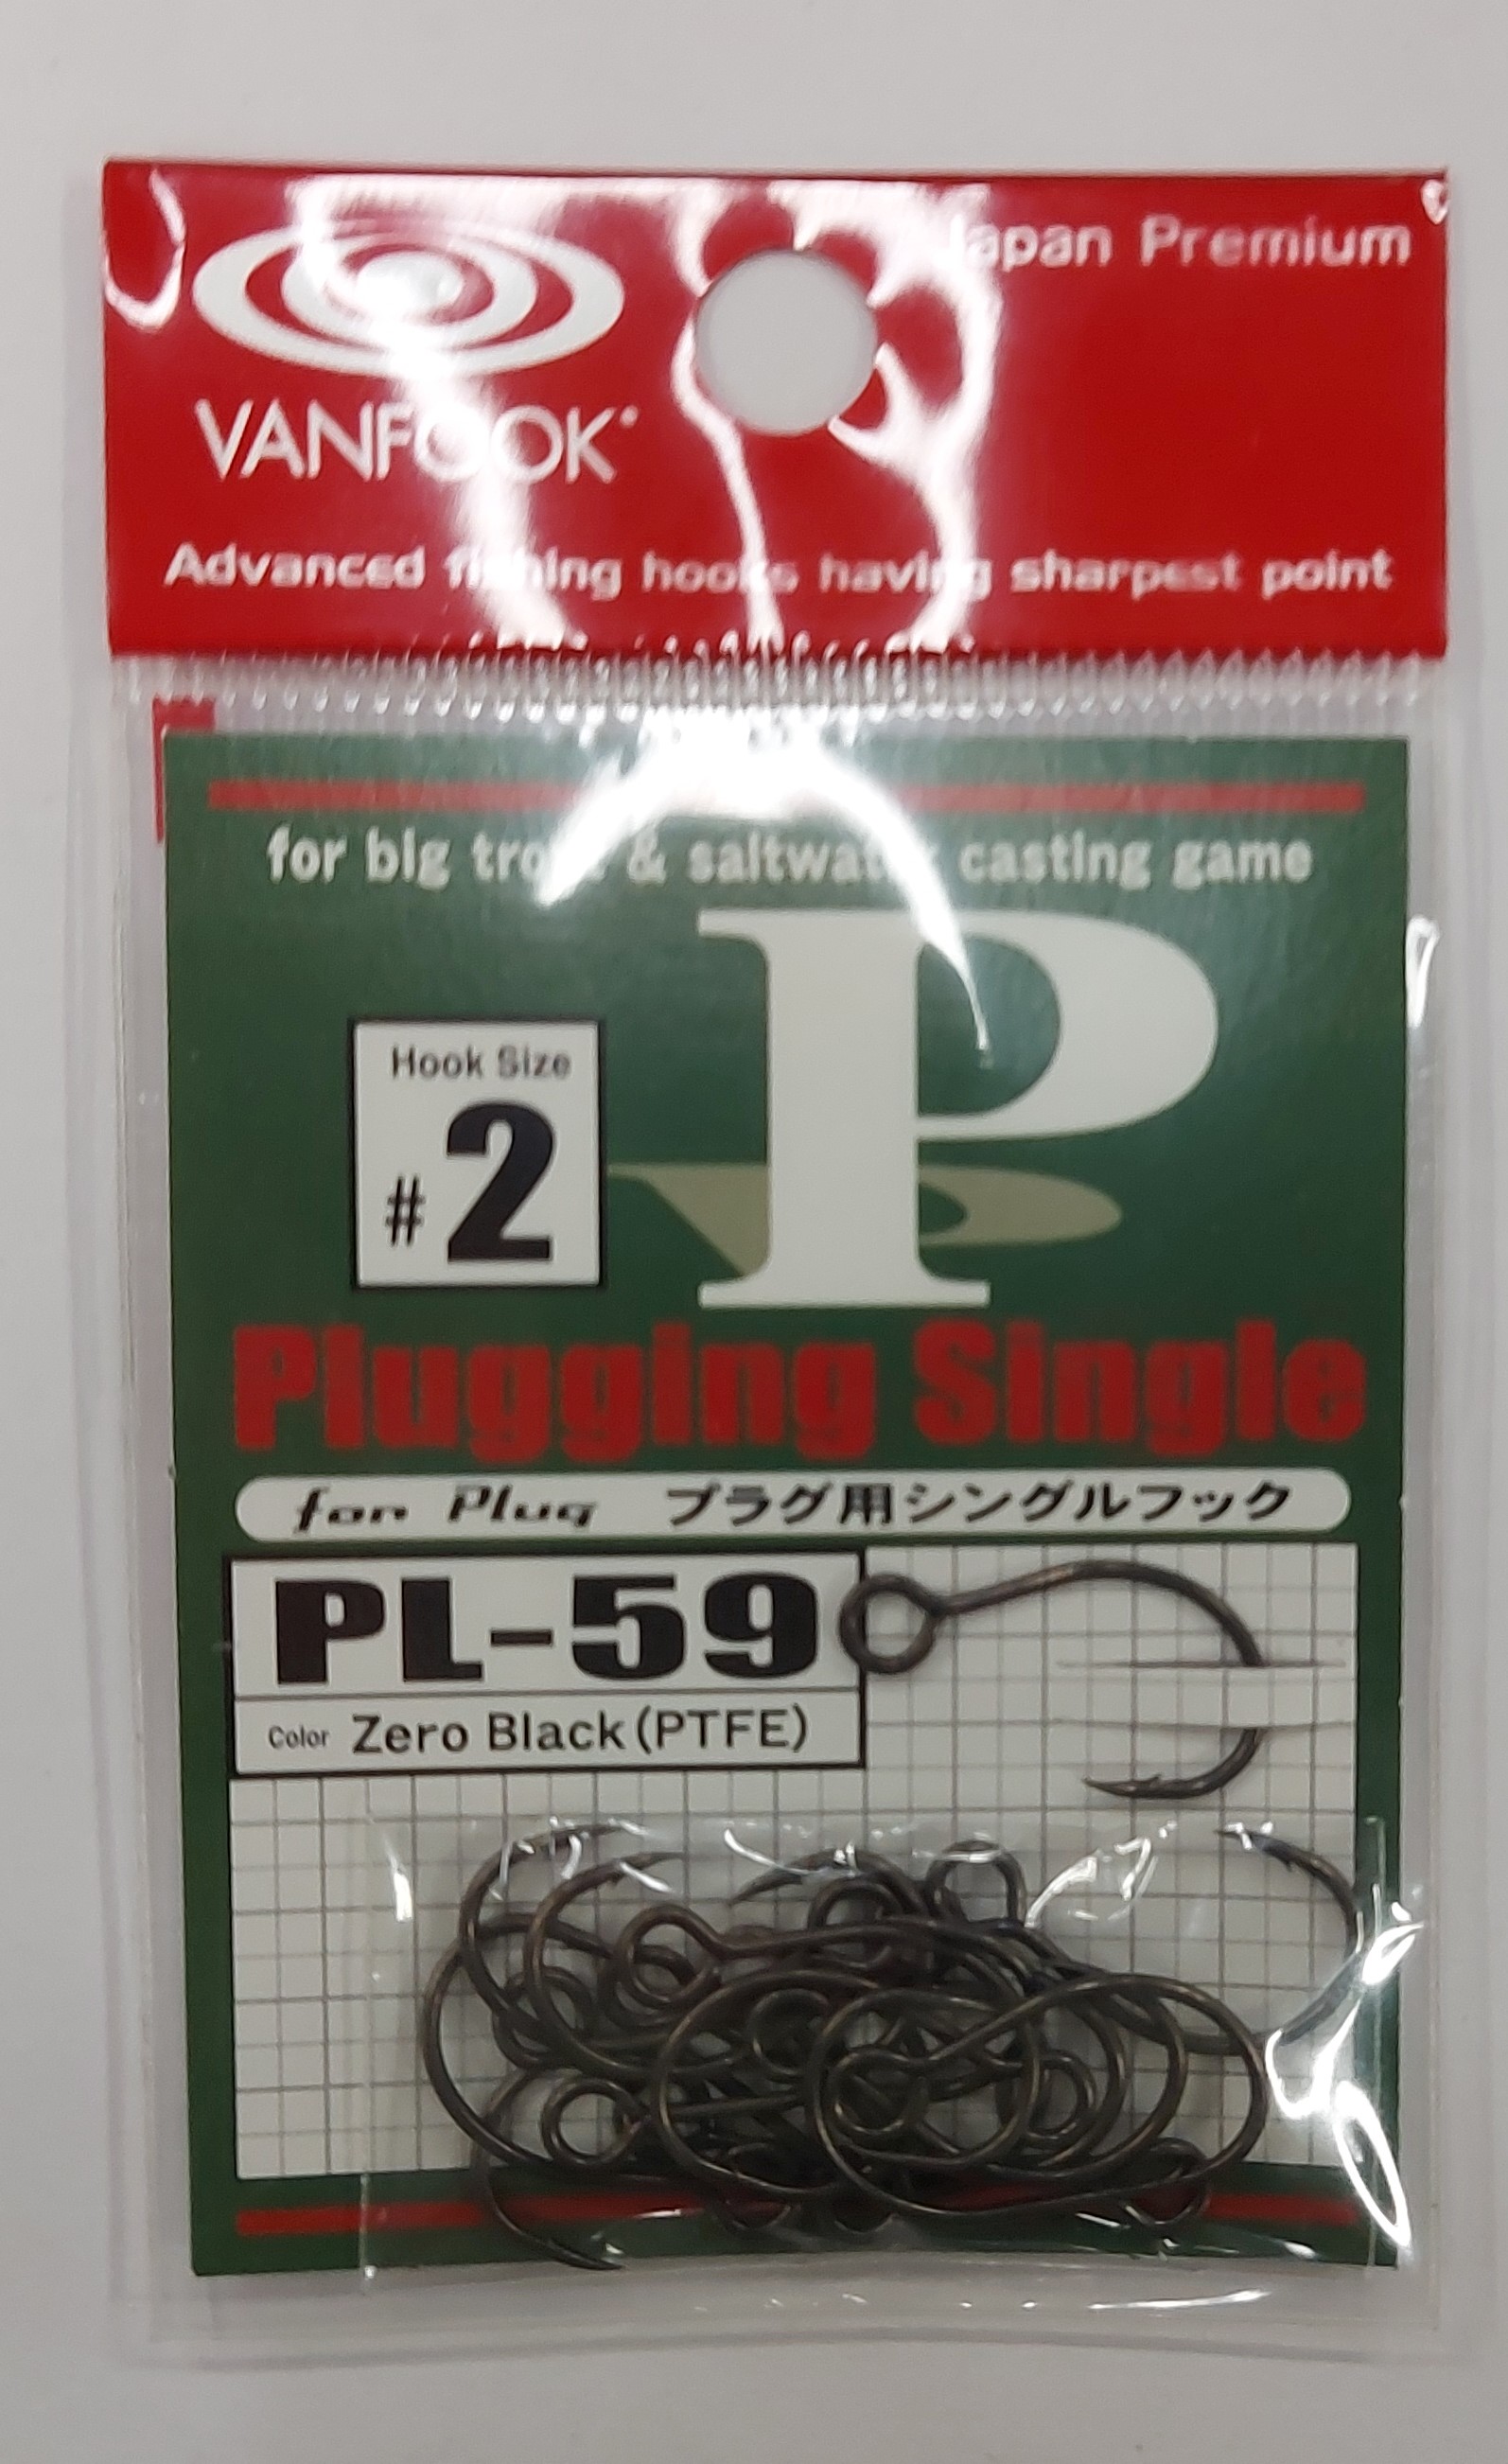 Japan Premium
VANFOOK
Advanced fishing hooks having sharpest point
for big trout & saltwater casting game
Hook Size
#2
P
Plugging Single
for Plug プラグ用シングルフック
PL-59
Color Zero Black(PTFE)